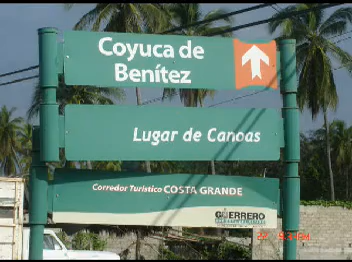 Coyuca de
Benítez
Lugar de Canoas
Corredor Turístico COSTA GRANDE
GUERRERO